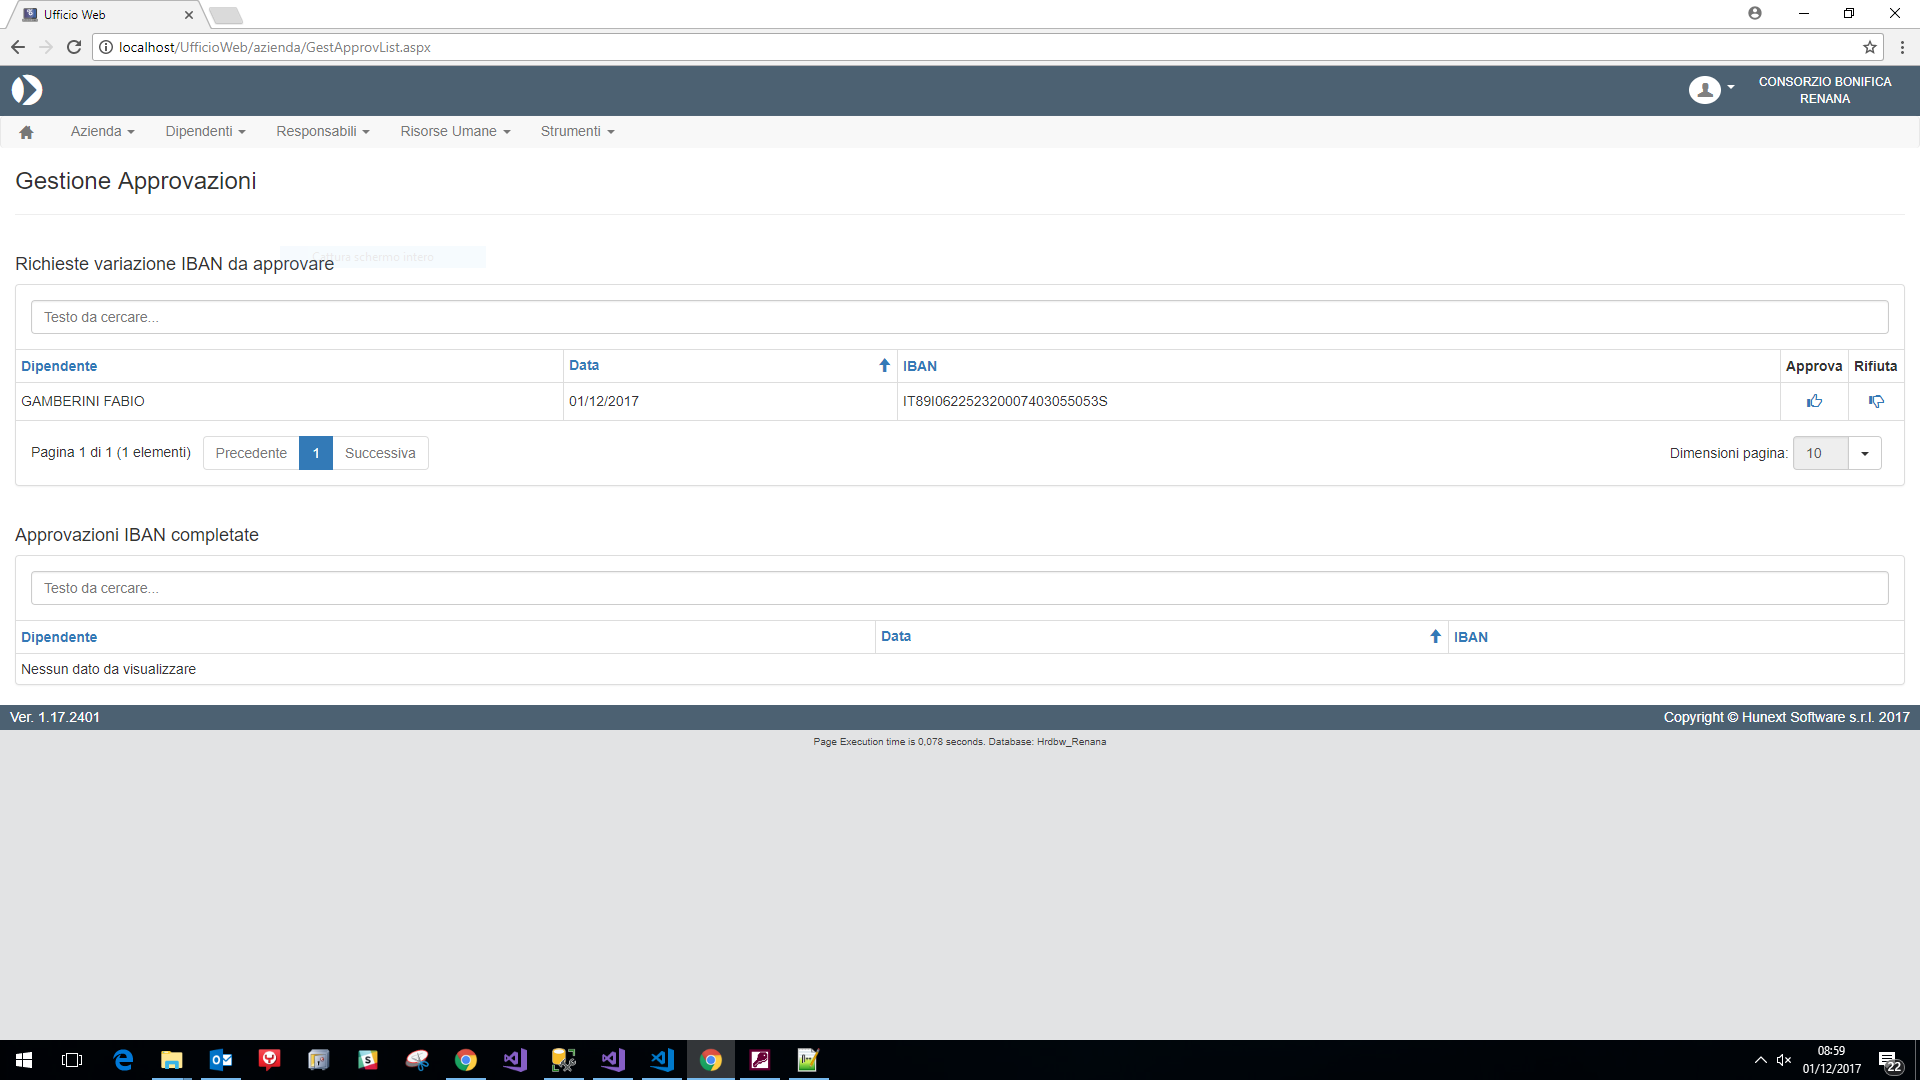 Ufficio Web
localhost/UfficioWeb/azienda/GestApprovList.aspx
CONSORZIO BONIFICA
RENANA
Azienda Dipendenti Responsabili Risorse Umane Strumenti
Gestione Approvazioni
schermo intero
Richieste variazione IBAN da approvare
Testo da cercare...
Dipendente Data IBAN Approva Rifiuta
GAMBERINI FABIO 01/12/2017 IT89I062252320007403055053S
Pagina 1 di 1 (1 elementi) Precedente 1 Successiva Dimensioni pagina: 10
Approvazioni IBAN completate
Testo da cercare...
Dipendente Data IBAN
Nessun dato da visualizzare
Ver. 1.17.2401 Copyright © Hunext Software s.r.l. 2017
Page Execution time is 0,078 seconds. Database: Hrdbw_Renana
08:59
01/12/2017
22